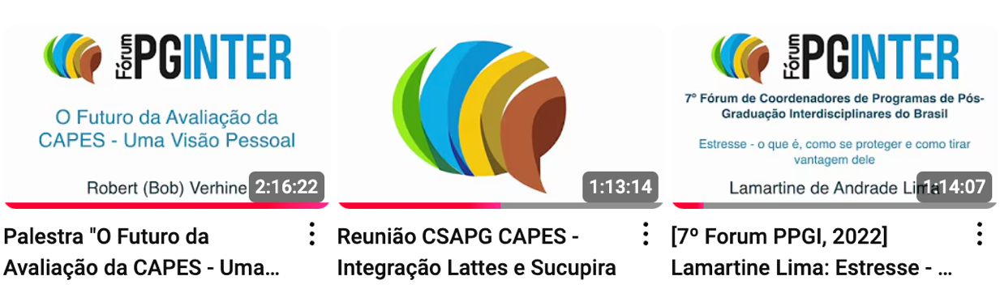 Fórum PGINTER
O Futuro da Avaliação da
CAPES - Uma Visão Pessoal
Robert (Bob) Verhine
2:16:22
Palestra "O Futuro da
Avaliação da CAPES - Uma...
1:13:14
Reunião CSAPG CAPES -
Integração Lattes e Sucupira
Fórum PGINTER
7º Fórum de Coordenadores de Programas de Pós-
Graduação Interdisciplinares do Brasil
Estresse - o que é, como se proteger e como tirar
vantagem dele
Lamartine de Andrade Lima
1:14:07
[7º Forum PPGI, 2022]
Lamartine Lima: Estresse - ...